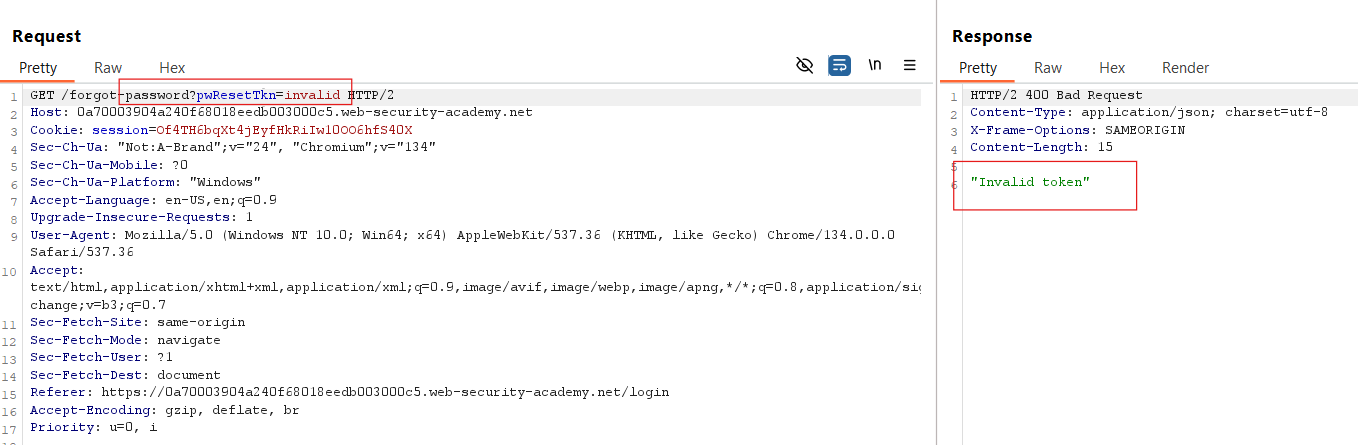 Request
Pretty Raw Hex
\n
1 GET /forgot-password?pwResetTkn=invalid HTTP/2
2 Host: 0a70003904a240f68018eedb003000c5.web-security-academy.net
3 Cookie: session=Of4TH6bqXt4jEyfHkRiIw1OOO6hfS4OX
4 Sec-Ch-Ua: "Not:A-Brand";v="24", "Chromium";v="134"
5 Sec-Ch-Ua-Mobile: ?0
6 Sec-Ch-Ua-Platform: "Windows"
7 Accept-Language: en-US,en;q=0.9
8 Upgrade-Insecure-Requests: 1
9 User-Agent: Mozilla/5.0 (Windows NT 10.0; Win64; x64) AppleWebKit/537.36 (KHTML, like Gecko) Chrome/134.0.0.0
Safari/537.36
10 Accept:
text/html,application/xhtml+xml,application/xml;q=0.9,image/avif,image/webp,image/apng,*/*;q=0.8,application/sig
change;v=b3;q=0.7
11 Sec-Fetch-Site: same-origin
12 Sec-Fetch-Mode: navigate
13 Sec-Fetch-User: ?1
14 Sec-Fetch-Dest: document
15 Referer: https://0a70003904a240f68018eedb003000c5.web-security-academy.net/login
16 Accept-Encoding: gzip, deflate, br
17 Priority: u=0, i
Response
Pretty Raw Hex Render
1 HTTP/2 400 Bad Request
2 Content-Type: application/json; charset=utf-8
3 X-Frame-Options: SAMEORIGIN
4 Content-Length: 15
5
6 "Invalid token"